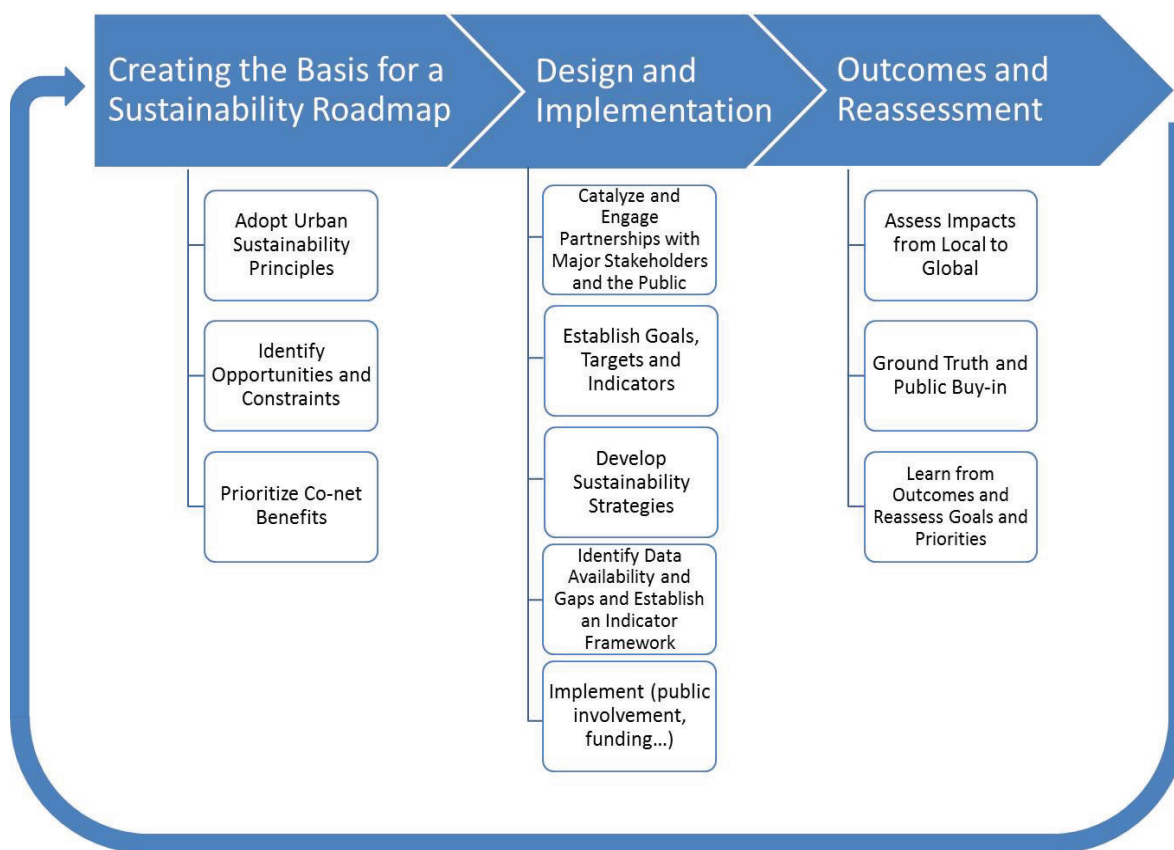 Creating the Basis for a
Sustainability Roadmap
Design and
Implementation
Outcomes and
Reassessment
Adopt Urban
Sustainability
Principles
Identify
Opportunities and
Constraints
Prioritize Co-net
Benefits
Catalyze and
Engage
Partnerships with
Major Stakeholders
and the Public
Establish Goals,
Targets and
Indicators
Develop
Sustainability
Strategies
Identify Data
Availability and
Gaps and Establish
an Indicator
Framework
Implement (public
involvement,
funding…)
Assess Impacts
from Local to
Global
Ground Truth and
Public Buy-in
Learn from
Outcomes and
Reassess Goals and
Priorities